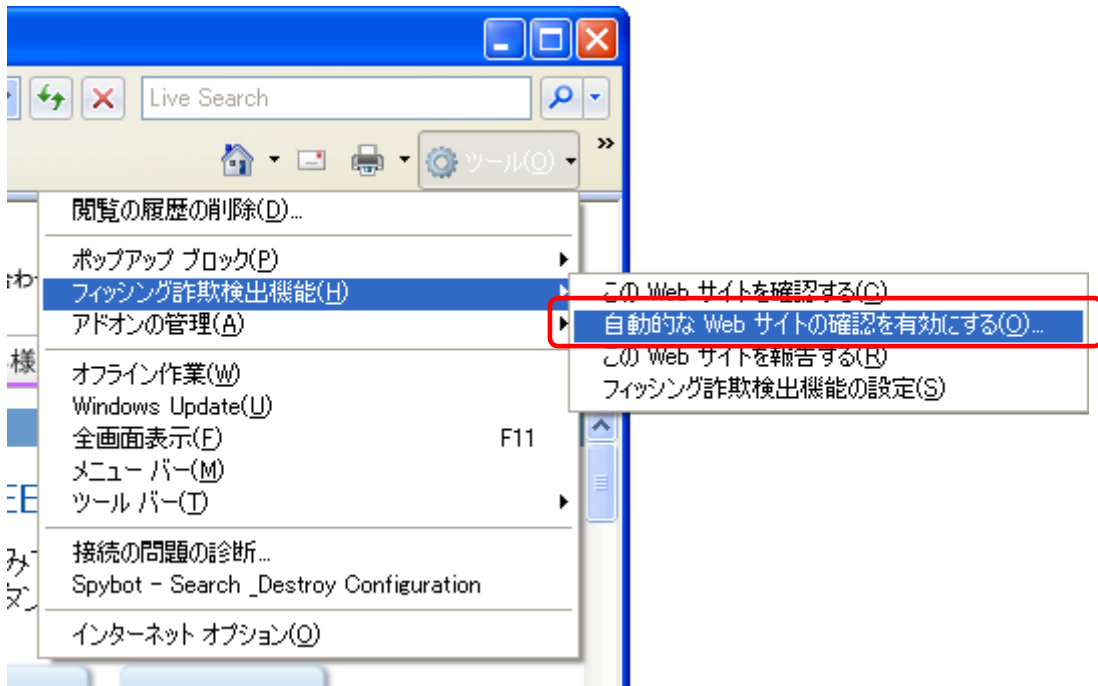 Live Search
ツール(O)
»
閲覧の履歴の削除(D)...
ポップアップ ブロック(P)
フィッシング詐欺検出機能(H)
アドオンの管理(A)
オフライン作業(W)
Windows Update(U)
全画面表示(F) F11
メニュー バー(M)
ツール バー(T)
接続の問題の診断...
Spybot - Search _Destroy Configuration
インターネット オプション(O)
この Web サイトを確認する(C)
自動的な Web サイトの確認を有効にする(O)...
この Web サイトを報告する(R)
フィッシング詐欺検出機能の設定(S)
様